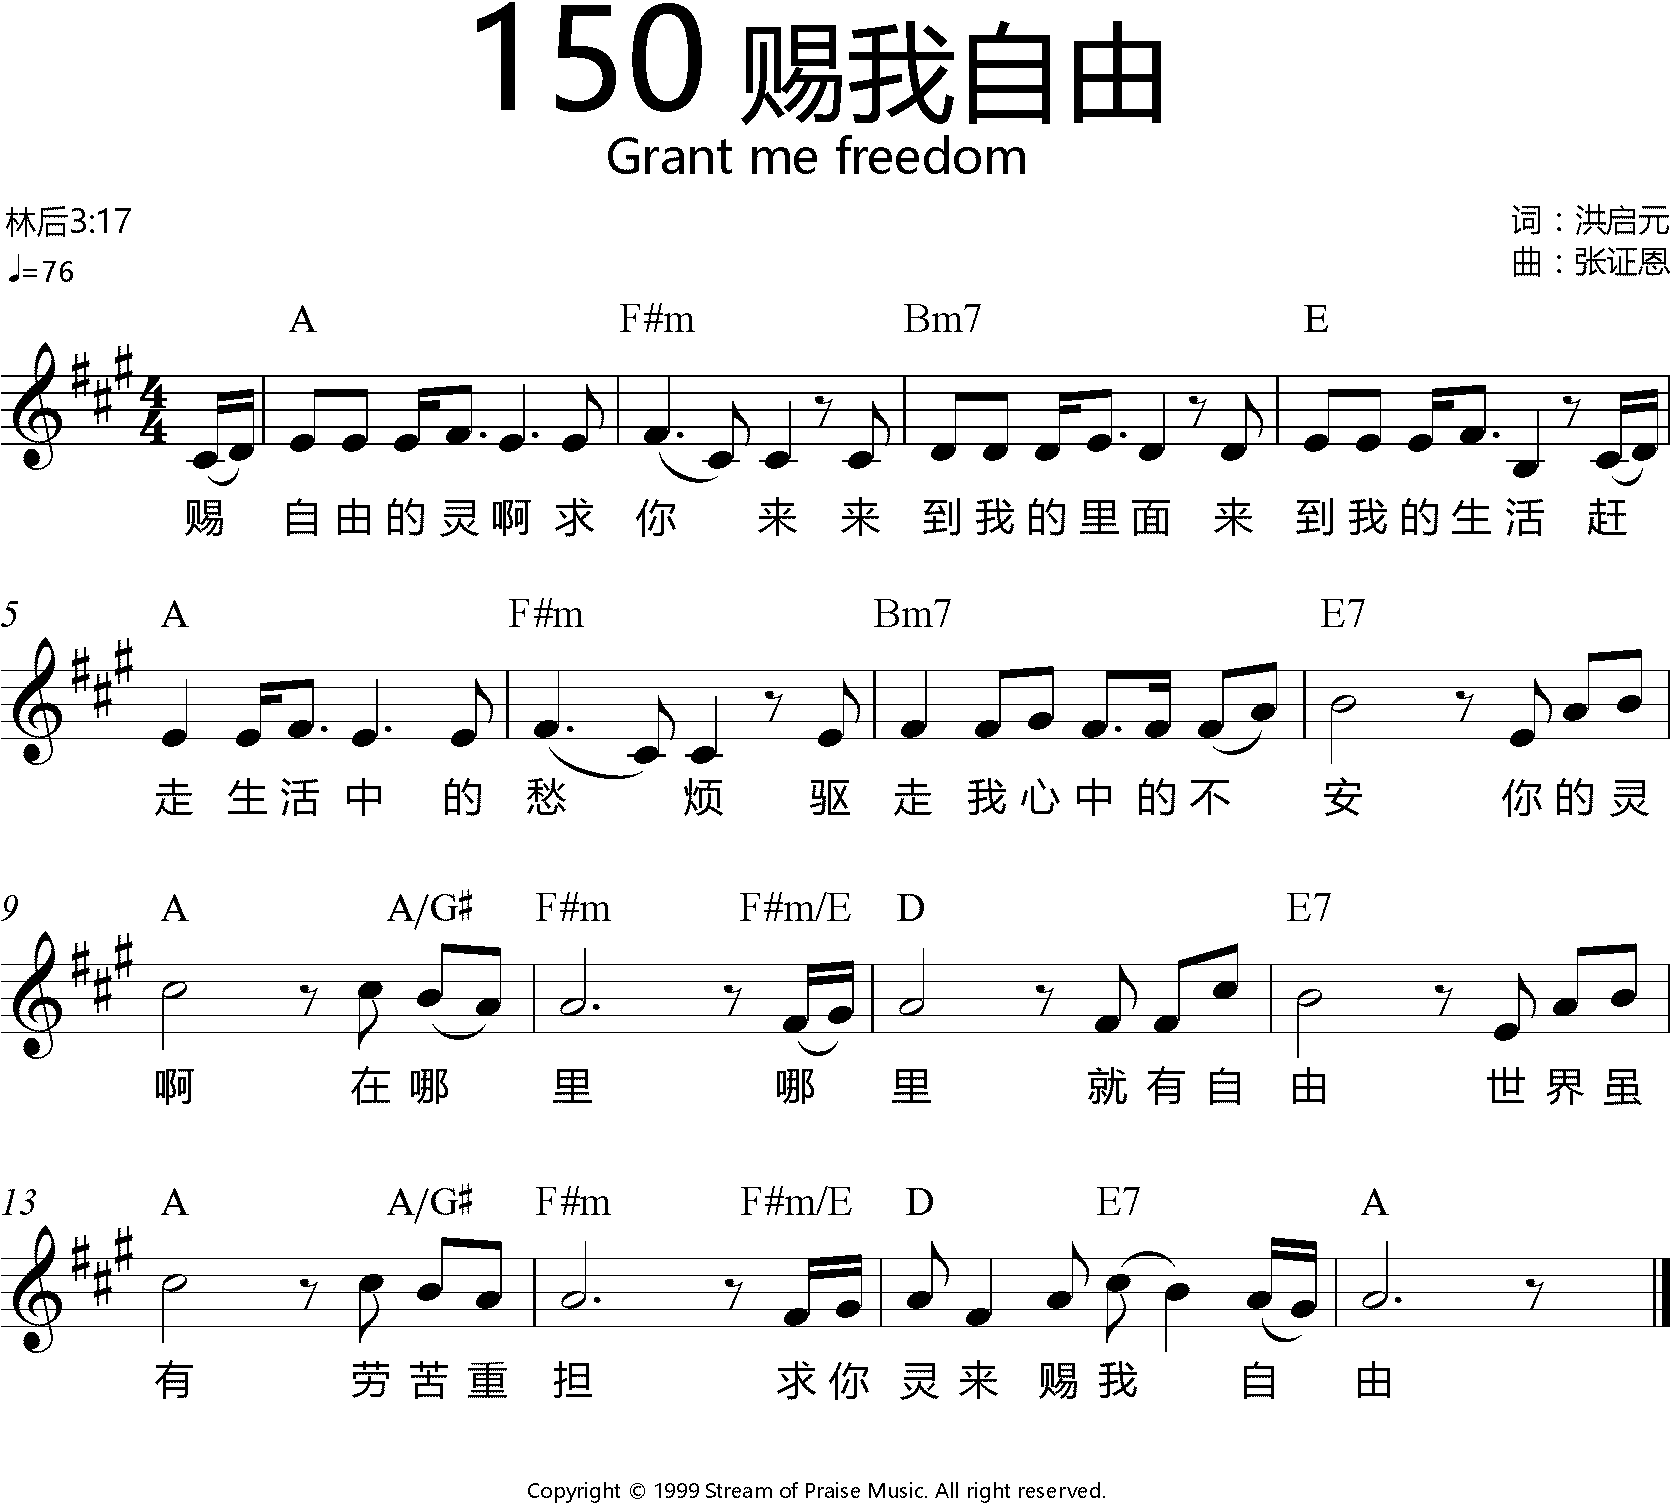 150 赐我自由
Grant me freedom
林后3:17
词：洪启元
♩=76
曲：张证恩
A F#m Bm7 E
4/4
赐 自由的灵啊求 你 来 来 到我的里面 来 到我的生活 赶
5 A F#m Bm7 E7
走 生活中 的 愁 烦 驱 走 我心中的不 安 你的灵
9 A A/G♯ F#m F#m/E D E7
啊 在哪 里 哪 里 就有自 由 世界虽
13 A A/G♯ F#m F#m/E D E7 A
有 劳苦重 担 求你 灵来 赐我 自 由
Copyright © 1999 Stream of Praise Music. All right reserved.